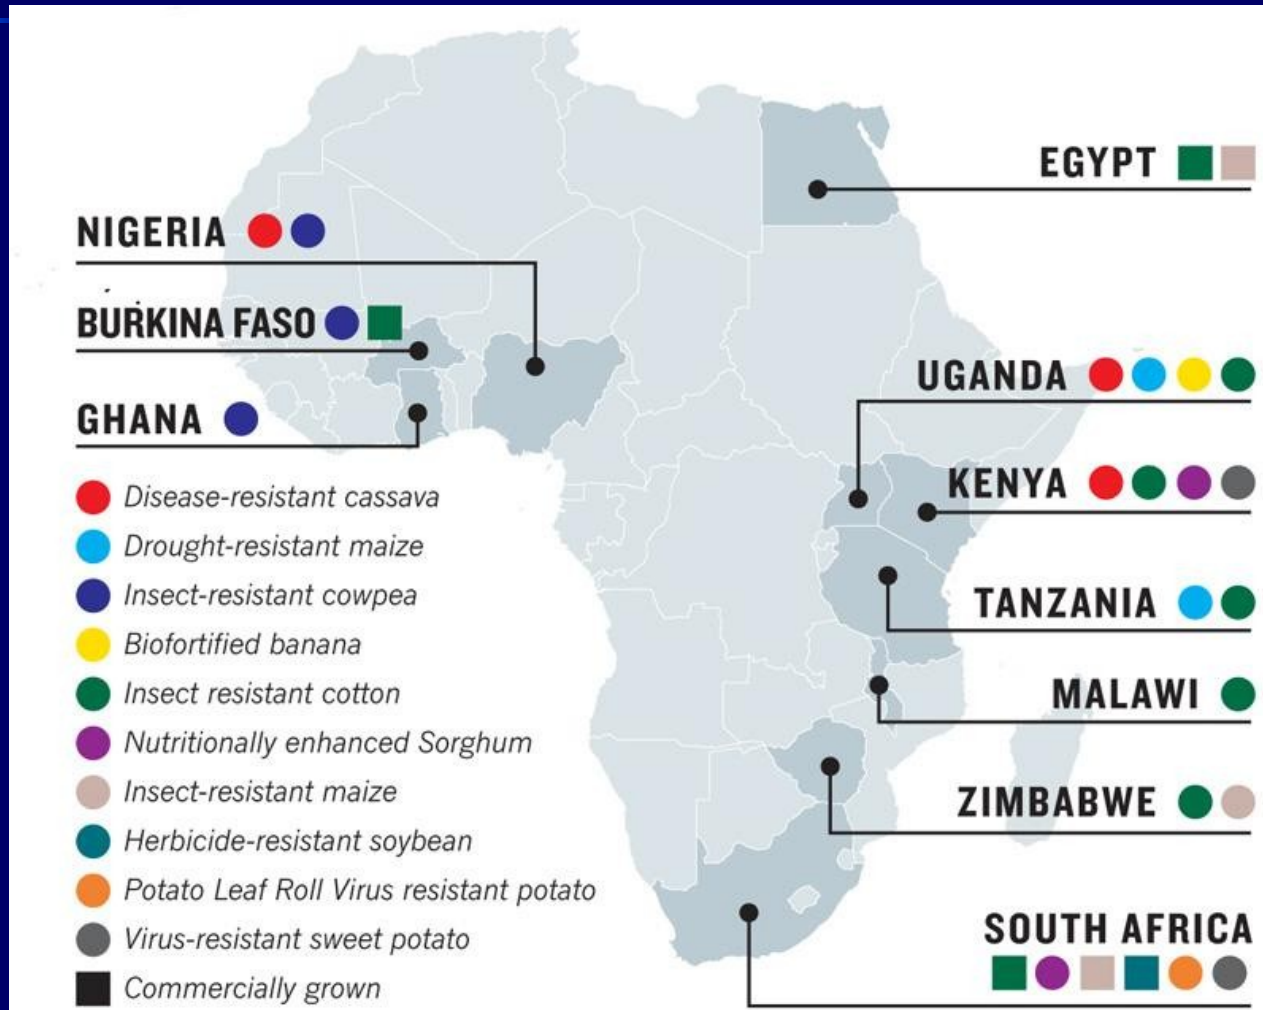 EGYPT
NIGERIA
BURKINA FASO
GHANA
UGANDA
KENYA
TANZANIA
MALAWI
ZIMBABWE
SOUTH AFRICA
Disease-resistant cassava
Drought-resistant maize
Insect-resistant cowpea
Biofortified banana
Insect resistant cotton
Nutritionally enhanced Sorghum
Insect-resistant maize
Herbicide-resistant soybean
Potato Leaf Roll Virus resistant potato
Virus-resistant sweet potato
Commercially grown